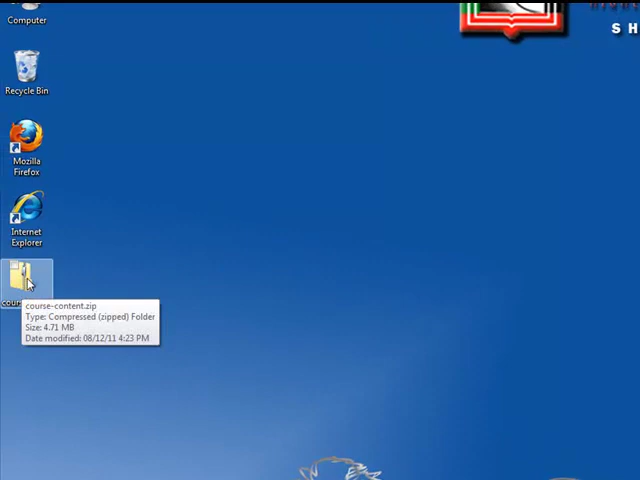 Computer
S H
Recycle Bin
Mozilla
Firefox
Internet
Explorer
course-content.zip
Type: Compressed (zipped) Folder
Size: 4.71 MB
Date modified: 08/12/11 4:23 PM